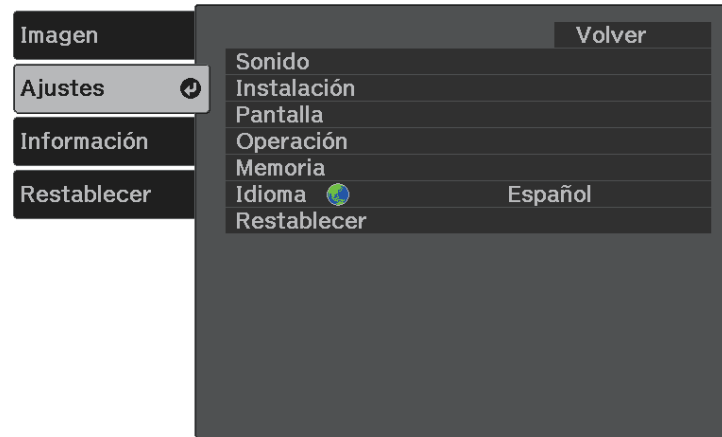 Imagen
Ajustes
Información
Restablecer
Volver
Sonido
Instalación
Pantalla
Operación
Memoria
Idioma Español
Restablecer